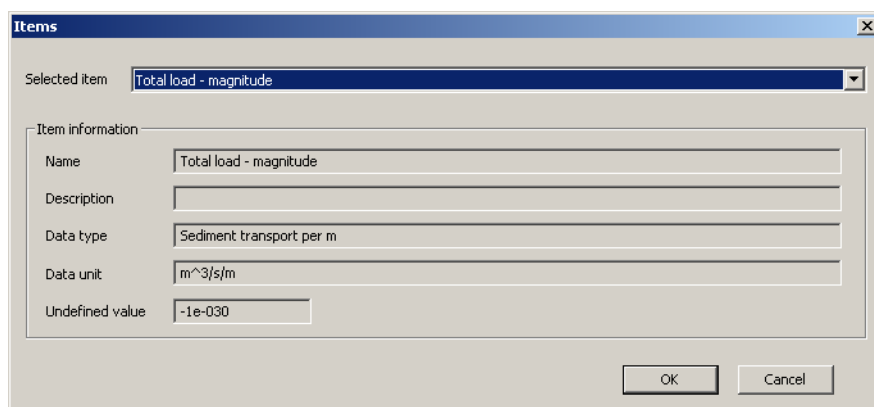 Items
Selected item Total load - magnitude
Item information
Name Total load - magnitude
Description
Data type Sediment transport per m
Data unit m^3/s/m
Undefined value -1e-030
OK Cancel